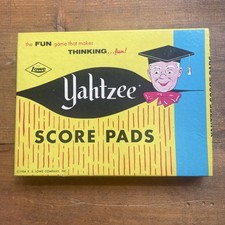 the FUN game that makes
THINKING...fun!
Lowe
Yahtzee
SCORE PADS